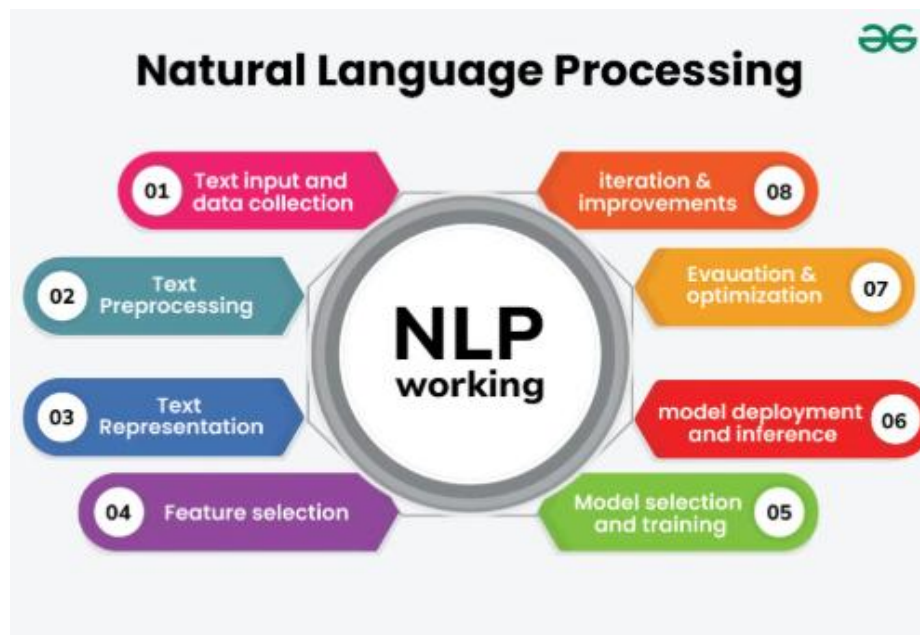 Natural Language Processing
01
Text input and
data collection
02
Text
Preprocessing
03
Text
Representation
04
Feature selection
NLP
working
iteration &
improvements
08
Evauation &
optimization
07
model deployment
and inference
06
Model selection
and training
05